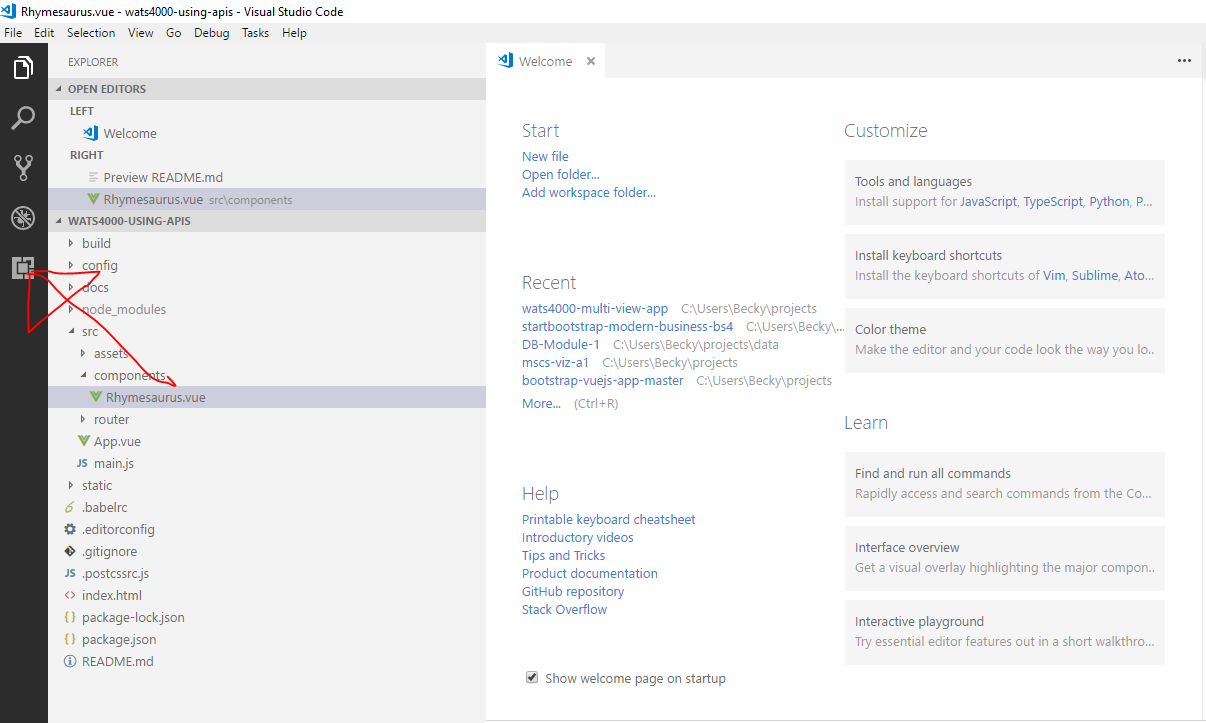 Rhymesaurus.vue - wats4000-using-apis - Visual Studio Code
File Edit Selection View Go Debug Tasks Help
EXPLORER
OPEN EDITORS
LEFT
Welcome
RIGHT
Preview README.md
Rhymesaurus.vue src\components
WATS4000-USING-APIS
build
config
docs
node_modules
src
assets
components
Rhymesaurus.vue
router
App.vue
JS main.js
static
.babelrc
.editorconfig
.gitignore
JS .postcssrc.js
<> index.html
{} package-lock.json
{} package.json
README.md
Welcome
Start
New file
Open folder...
Add workspace folder...
Recent
wats4000-multi-view-app C:\Users\Becky\projects
startbootstrap-modern-business-bs4 C:\Users\Becky\...
DB-Module-1 C:\Users\Becky\projects\data
mscs-viz-a1 C:\Users\Becky\projects
bootstrap-vuejs-app-master C:\Users\Becky\projects
More... (Ctrl+R)
Help
Printable keyboard cheatsheet
Introductory videos
Tips and Tricks
Product documentation
GitHub repository
Stack Overflow
Show welcome page on startup
Customize
Tools and languages
Install support for JavaScript, TypeScript, Python, P...
Install keyboard shortcuts
Install the keyboard shortcuts of Vim, Sublime, Ato...
Color theme
Make the editor and your code look the way you lo..
Learn
Find and run all commands
Rapidly access and search commands from the Co...
Interface overview
Get a visual overlay highlighting the major compon..
Interactive playground
Try essential editor features out in a short walkthro...